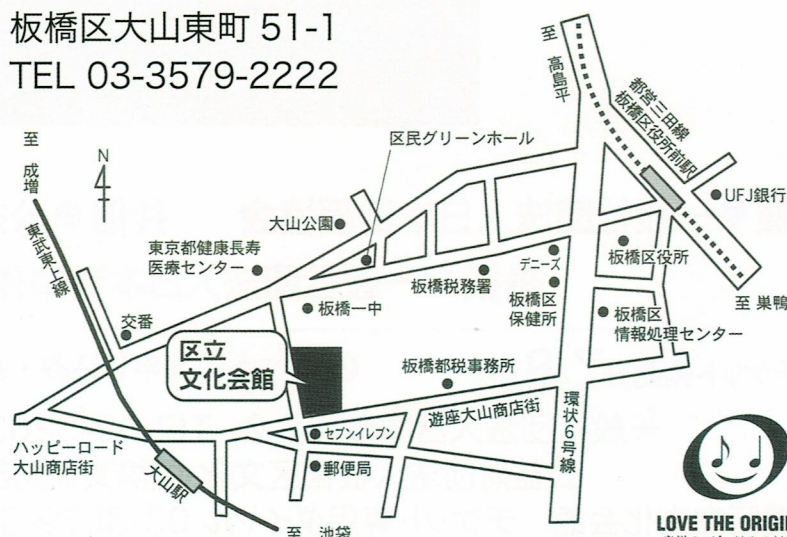 板橋区大山東町 51-1
TEL 03-3579-2222
至 高島平
都営三田線
板橋区役所前駅
至 成増
N
区民グリーンホール
UFJ銀行
大山公園
東武東上線
東京都健康長寿
医療センター
デニーズ
板橋区役所
板橋税務署
板橋区
保健所
至 巣鴨
交番
板橋一中
板橋区
情報処理センター
区立
文化会館
板橋都税事務所
遊座大山商店街
環状6号線
セブンイレブン
ハッピーロード
大山商店街
郵便局
大山駅
至 池袋
LOVE THE ORIGI